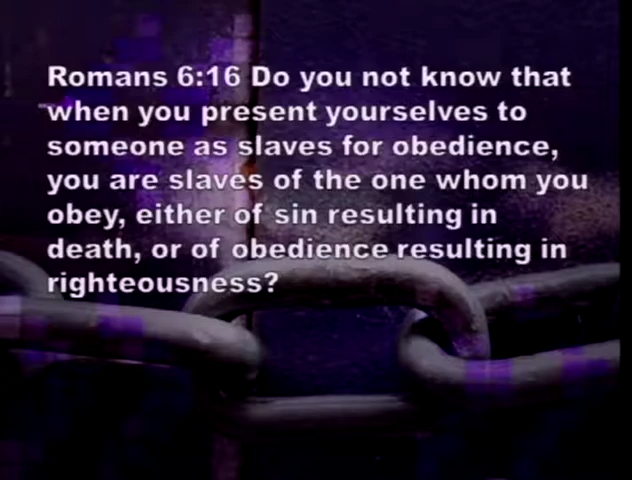 Romans 6:16 Do you not know that
when you present yourselves to
someone as slaves for obedience,
you are slaves of the one whom you
obey, either of sin resulting in
death, or of obedience resulting in
righteousness?